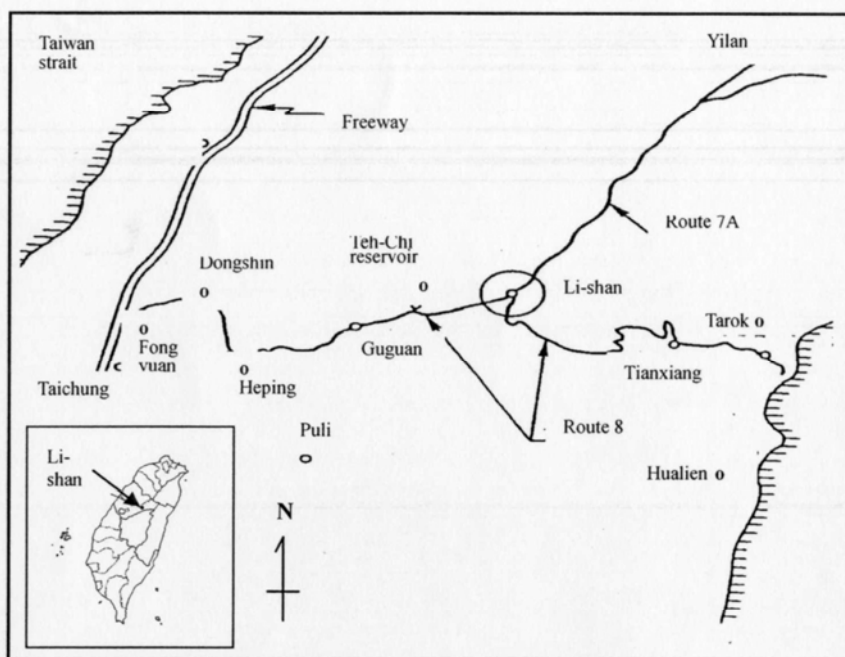 Taiwan
strait
Yilan
Freeway
Route 7A
Teh-Chi
reservoir
Dongshin
Li-shan
Tarok
Fong
yuan
Guguan
Tianxiang
Taichung
Heping
Route 8
Puli
Li-
shan
Hualien
N